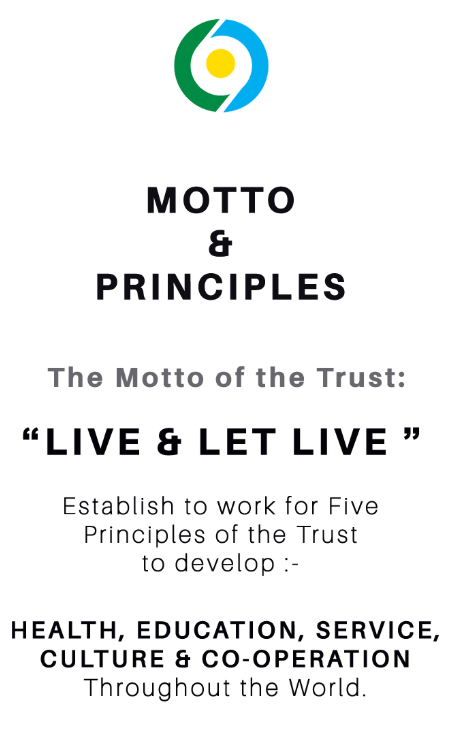 MOTTO
&
PRINCIPLES
The Motto of the Trust:
“LIVE & LET LIVE ”
Establish to work for Five
Principles of the Trust
to develop :-
HEALTH, EDUCATION, SERVICE,
CULTURE & CO-OPERATION
Throughout the World.